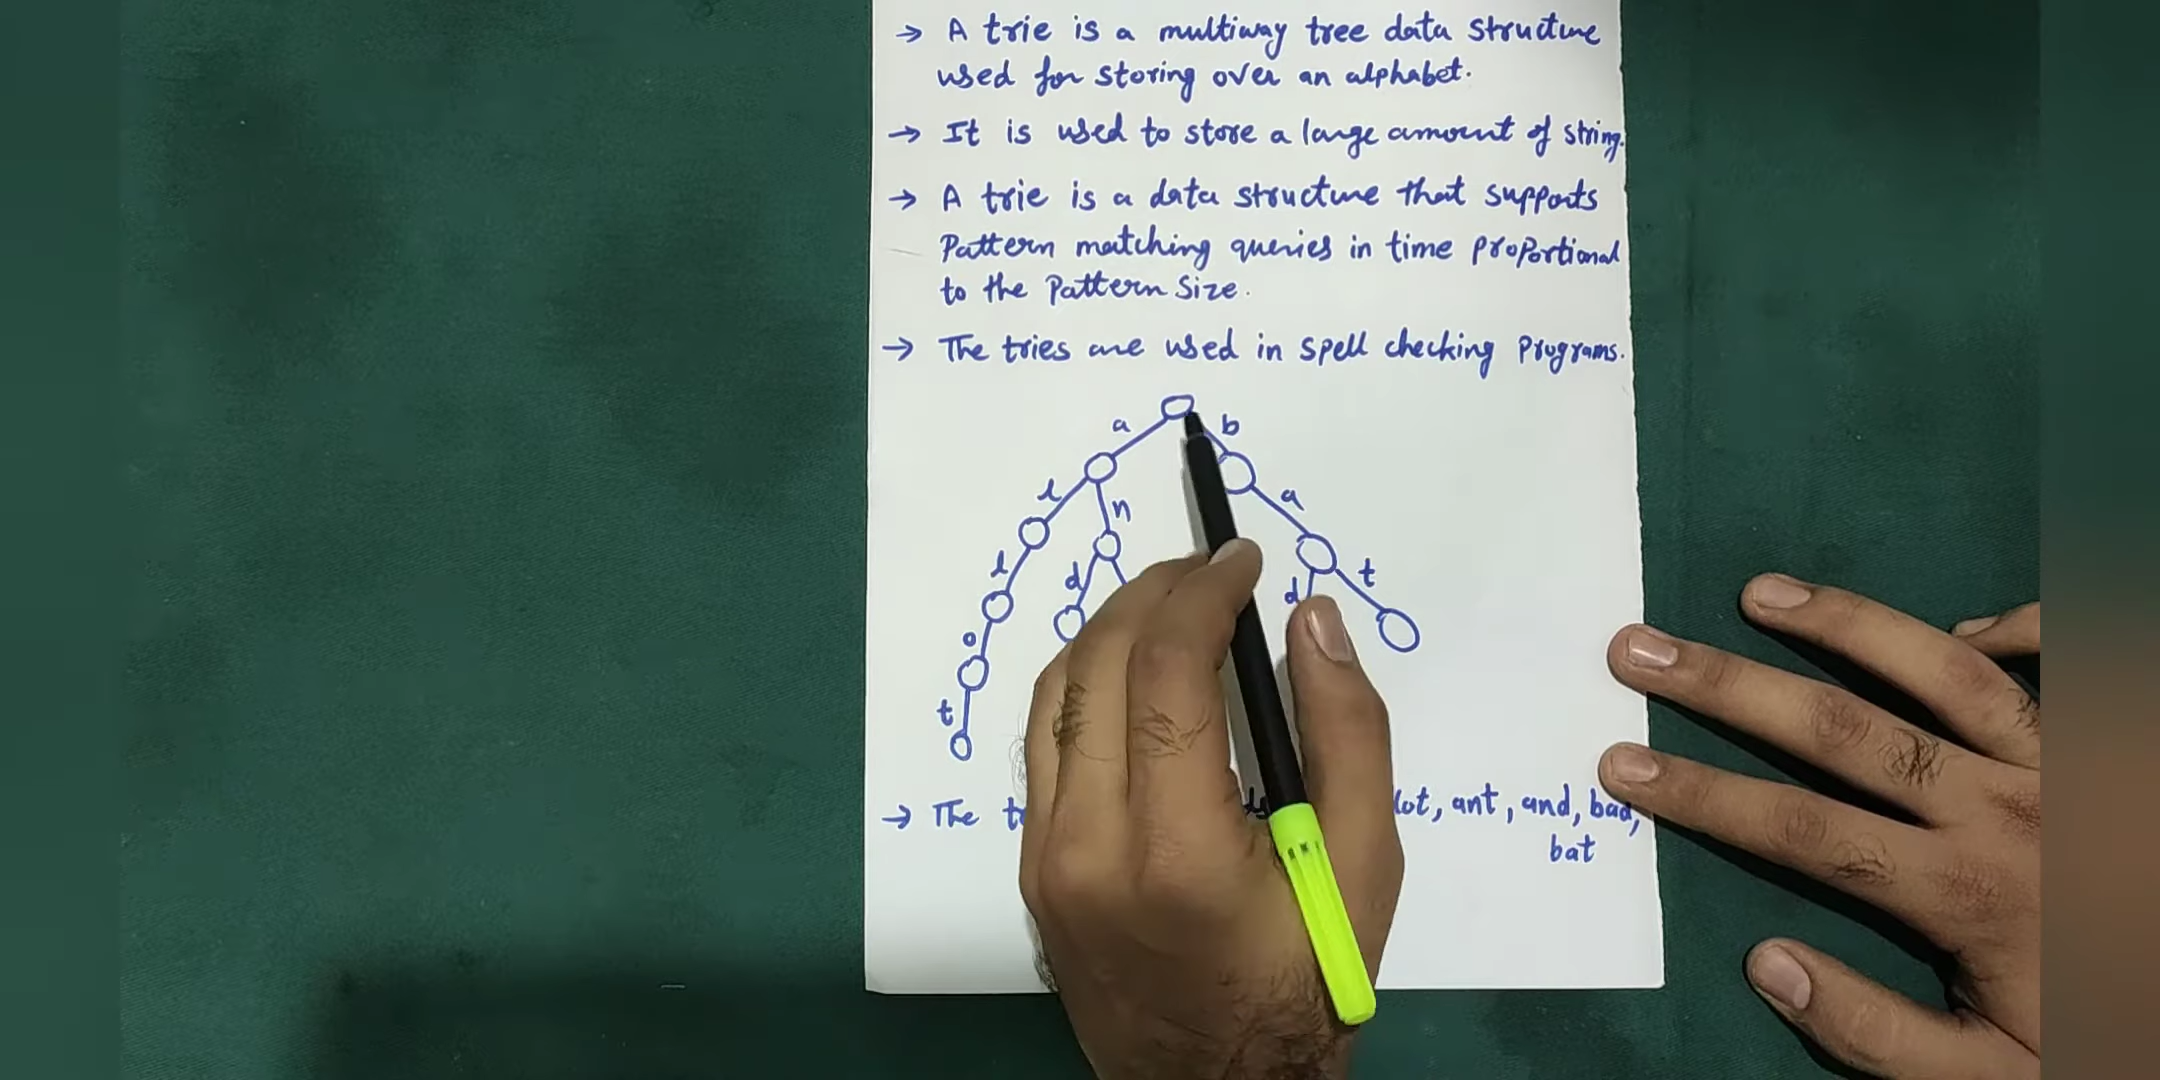 → A trie is a multiway tree data structure
used for storing over an alphabet.
→ It is used to store a large amount of string.
→ A trie is a data structure that supports
Pattern matching queries in time proportional
to the Pattern Size.
→ The tries are used in spell checking Programs.
a b
l n a
l d d t
o
t
→ The lot, ant, and, bad,
bat